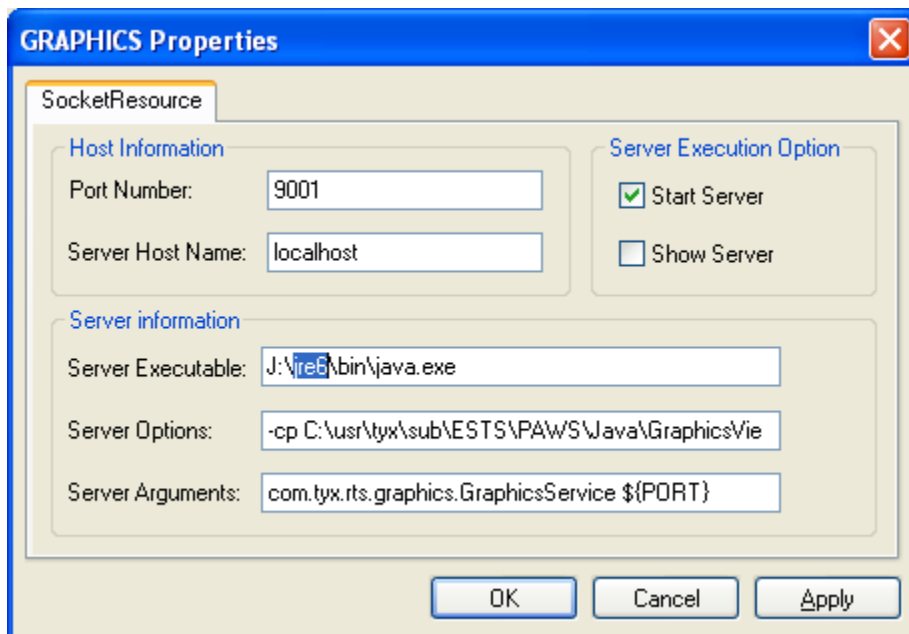 GRAPHICS Properties
SocketResource
Host Information
Port Number:
9001
Server Host Name:
localhost
Server Execution Option
Start Server
Show Server
Server information
Server Executable:
J:\jre6\bin\java.exe
Server Options:
-cp C:\usr\tyx\sub\ESTS\PAWS\Java\GraphicsVie
Server Arguments:
com.tyx.rts.graphics.GraphicsService ${PORT}
OK
Cancel
Apply